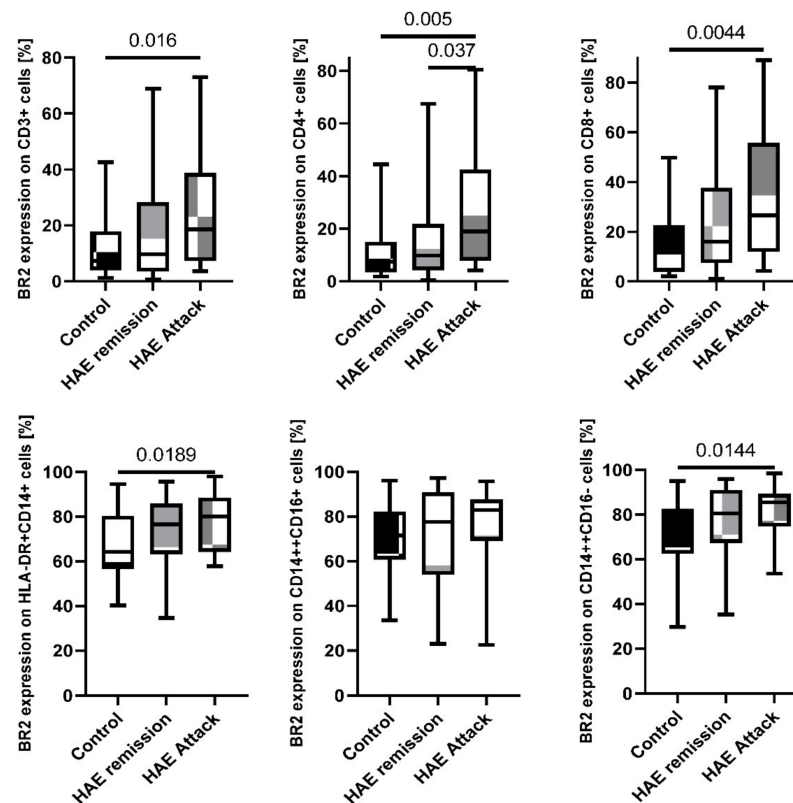 0.016
BR2 expression on CD3+ cells [%]
80
60
40
20
0
Control
HAE remission
HAE Attack
0.005
0.037
BR2 expression on CD4+ cells [%]
80
60
40
20
0
Control
HAE remission
HAE Attack
0.0044
BR2 expression on CD8+ cells [%]
80
60
40
20
0
Control
HAE remission
HAE Attack
0.0189
BR2 expression on HLA-DR+CD14+ cells [%]
100
80
60
40
20
0
Control
HAE remission
HAE Attack
BR2 expression on CD14++CD16+ cells [%]
100
80
60
40
20
0
Control
HAE remission
HAE Attack
0.0144
BR2 expression on CD14++CD16- cells [%]
100
80
60
40
20
0
Control
HAE remission
HAE Attack